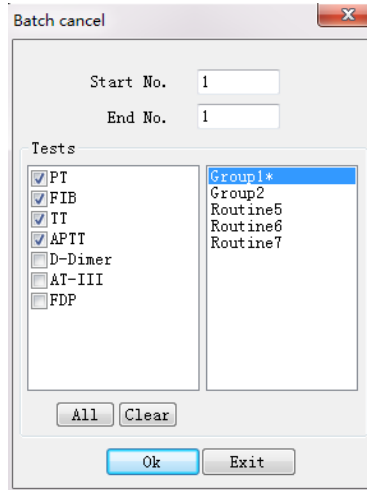 Batch cancel
Start No. 1
End No. 1
Tests
PT
FIB
TT
APTT
D-Dimer
AT-III
FDP
Group1*
Group2
Routine5
Routine6
Routine7
All Clear
Ok Exit